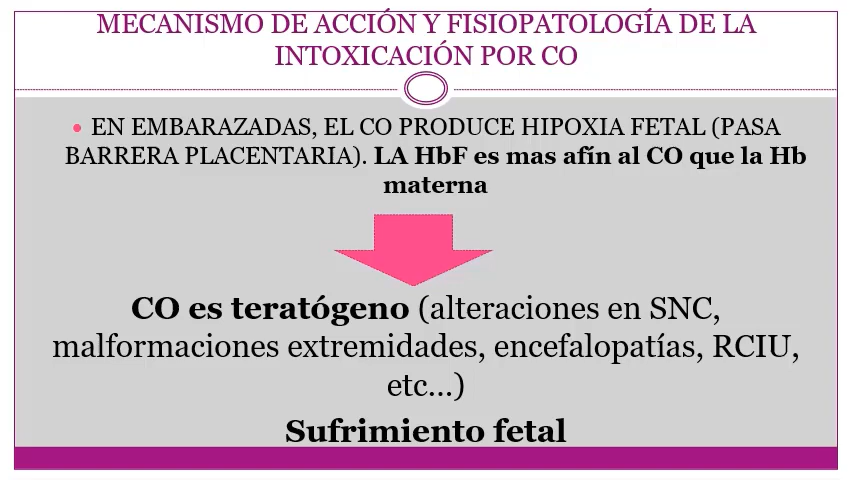 MECANISMO DE ACCIÓN Y FISIOPATOLOGÍA DE LA
INTOXICACIÓN POR CO
• EN EMBARAZADAS, EL CO PRODUCE HIPOXIA FETAL (PASA
BARRERA PLACENTARIA). LA HbF es mas afín al CO que la Hb
materna
CO es teratógeno (alteraciones en SNC,
malformaciones extremidades, encefalopatías, RCIU,
etc…)
Sufrimiento fetal